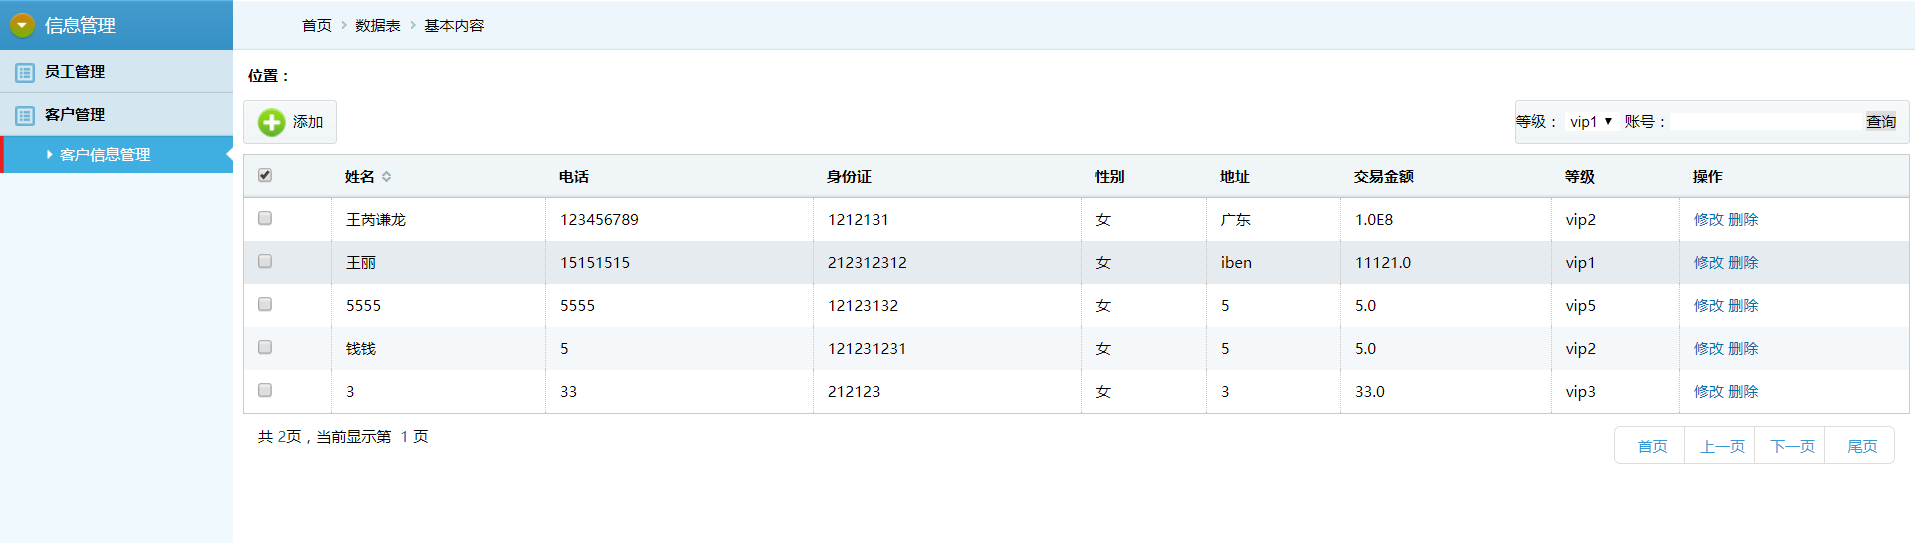 信息管理
员工管理
客户管理
客户信息管理
首页 数据表 基本内容
位置：
添加
等级： vip1 账号： 查询
姓名 电话 身份证 性别 地址 交易金额 等级 操作
王芮谦龙 123456789 1212131 女 广东 1.0E8 vip2 修改 删除
王丽 15151515 212312312 女 iben 11121.0 vip1 修改 删除
5555 5555 12123132 女 5 5.0 vip5 修改 删除
钱钱 5 121231231 女 5 5.0 vip2 修改 删除
3 33 212123 女 3 33.0 vip3 修改 删除
共 2页，当前显示第 1 页
首页 上一页 下一页 尾页